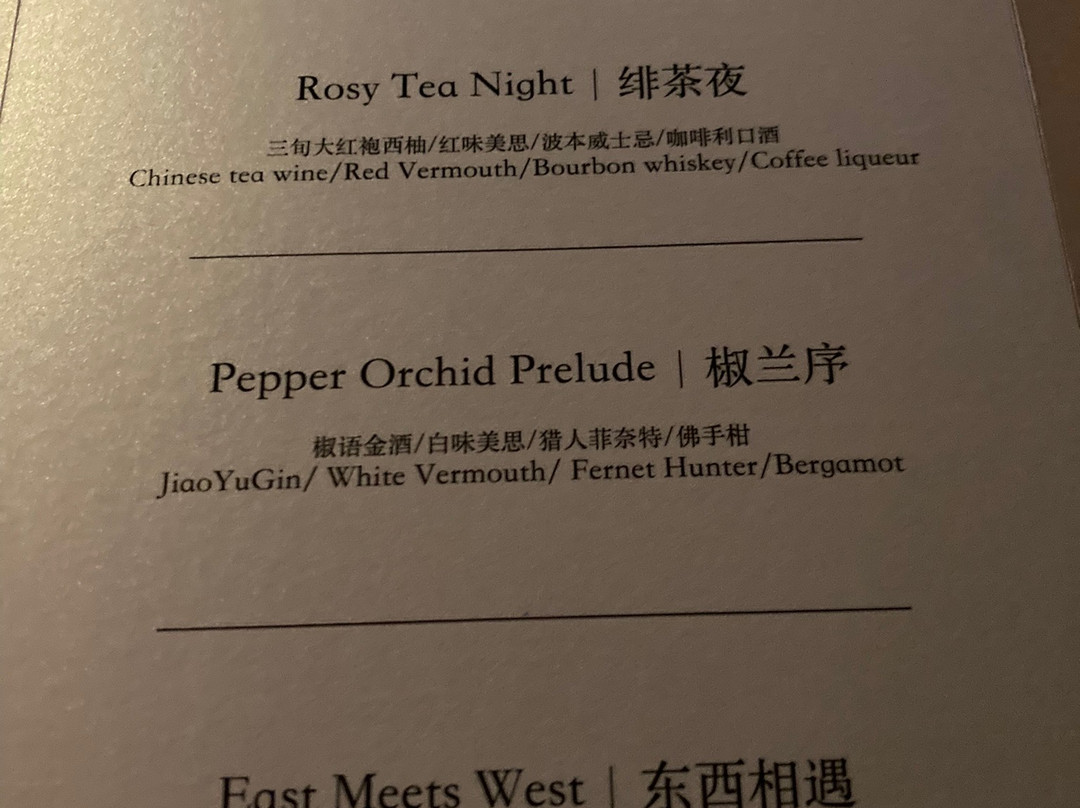 Rosy Tea Night | 绯茶夜
三旬大红袍西柚/红味美思/波本威士忌/咖啡利口酒
Chinese tea wine/Red Vermouth/Bourbon whiskey/Coffee liqueur
Pepper Orchid Prelude | 椒兰序
椒语金酒/白味美思/猎人菲奈特/佛手柑
JiaoYuGin/ White Vermouth/ Fernet Hunter/Bergamot
East Meets West | 东西相遇